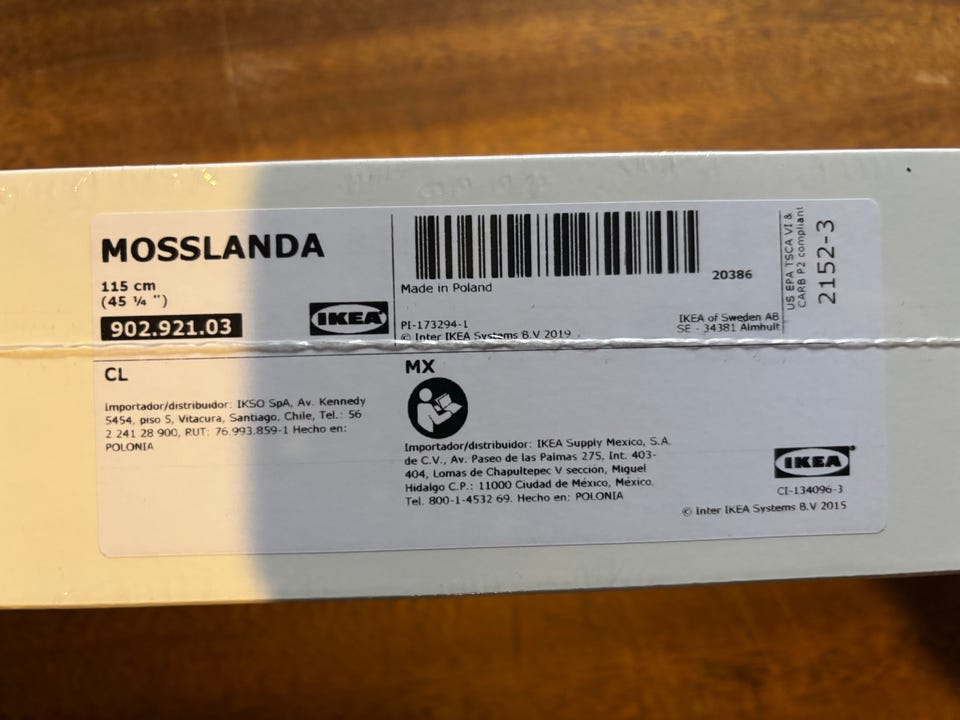 MOSSLANDA
115 cm
(45 ¼ ")
902.921.03
IKEA
20386
Made in Poland
PI-173294-1
© Inter IKEA Systems B.V 2019
IKEA of Sweden AB
SE - 34381 Älmhult
US EPA TSCA VI &
CARB P2 compliant
2152-3
CL
Importador/distribuidor: IKSO SpA, Av. Kennedy
5454, piso 5, Vitacura, Santiago, Chile, Tel.: 56
2 241 28 900, RUT: 76.993.859-1 Hecho en:
POLONIA
MX
Importador/distribuidor: IKEA Supply Mexico, S.A.
de C.V., Av. Paseo de las Palmas 275, Int. 403-
404, Lomas de Chapultepec V sección, Miguel
Hidalgo C.P.: 11000 Ciudad de México, México.
Tel. 800-1-4532 69. Hecho en: POLONIA
IKEA
CI-134096-3
© Inter IKEA Systems B.V 2015